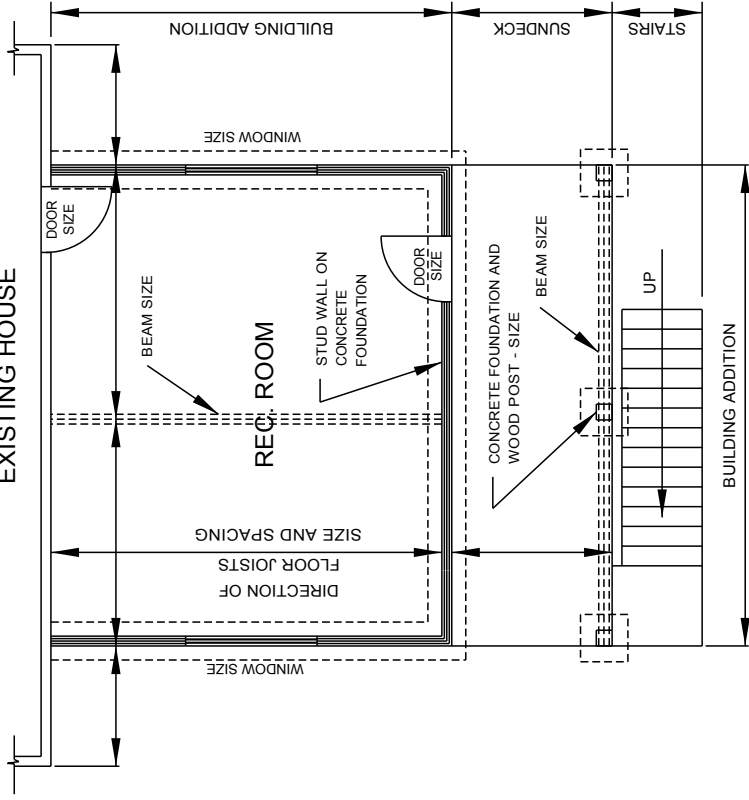 EXISTING HOUSE
BUILDING ADDITION
SUNDECK
STAIRS
WINDOW SIZE
DOOR
SIZE
BEAM SIZE
STUD WALL ON
CONCRETE
FOUNDATION
DOOR
SIZE
REC. ROOM
DIRECTION OF
FLOOR JOISTS
SIZE AND SPACING
WINDOW SIZE
CONCRETE FOUNDATION AND
WOOD POST - SIZE
BEAM SIZE
UP
BUILDING ADDITION